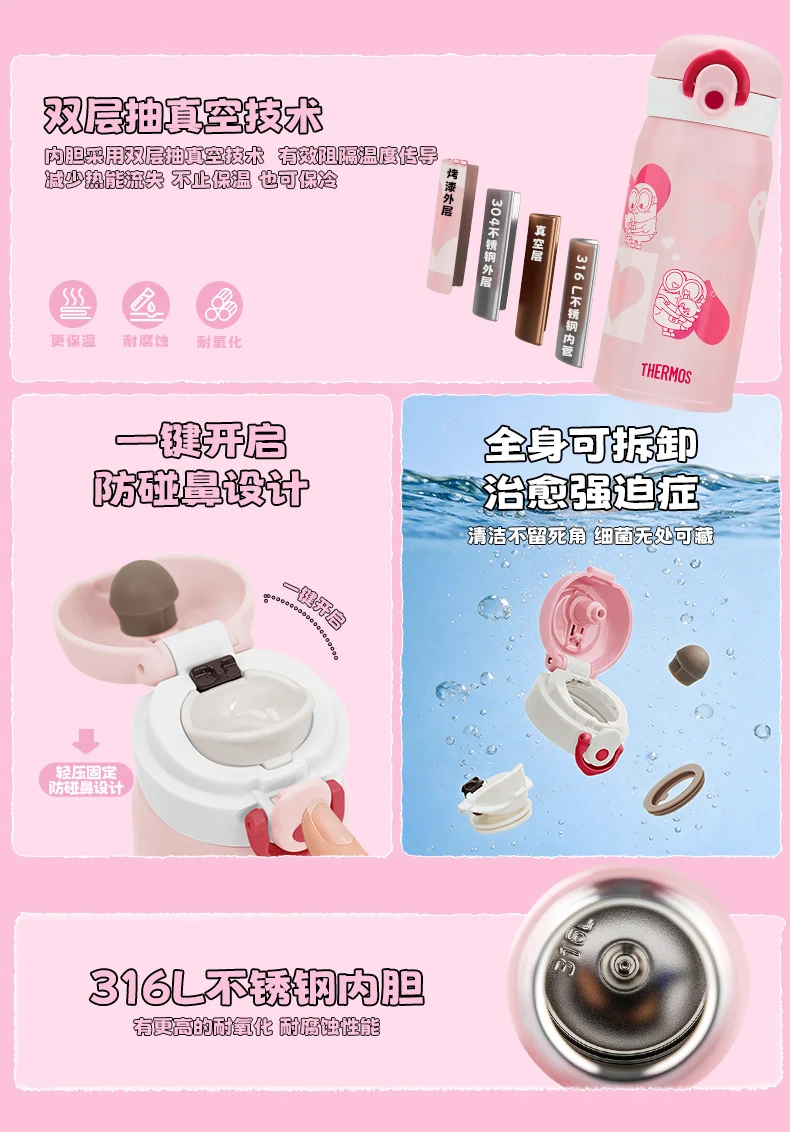 双层抽真空技术
内胆采用双层抽真空技术 有效阻隔温度传导
减少热能流失 不止保温 也可保冷
烤漆外层
304不锈钢外层
真空层
316 L不锈钢内管
THERMOS
更保温
耐腐蚀
耐氧化
一键开启
防碰鼻设计
一键开启
轻压固定
防碰鼻设计
全身可拆卸
治愈强迫症
清洁不留死角 细菌无处可藏
316L不锈钢内胆
有更高的耐氧化 耐腐蚀性能
316L